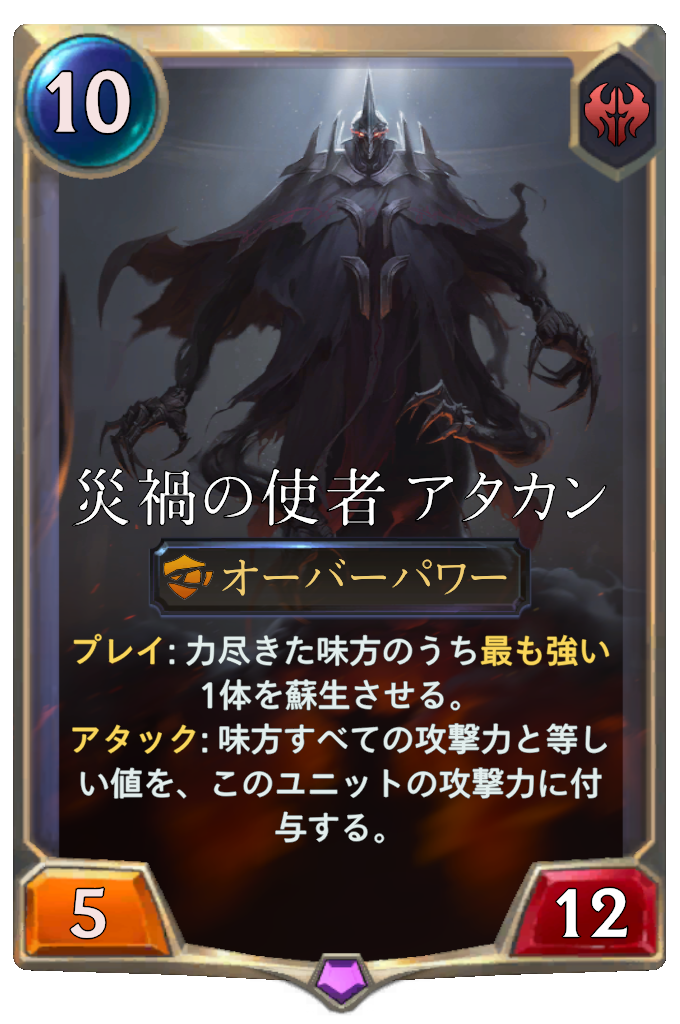 10
災禍の使者 アタカン
オーバーパワー
プレイ: 力尽きた味方のうち最も強い
1体を蘇生させる。
アタック: 味方すべての攻撃力と等し
い値を、このユニットの攻撃力に付
与する。
5
12